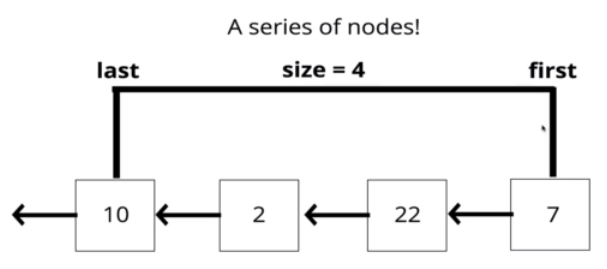 A series of nodes!
last size = 4 first
10 2 22 7